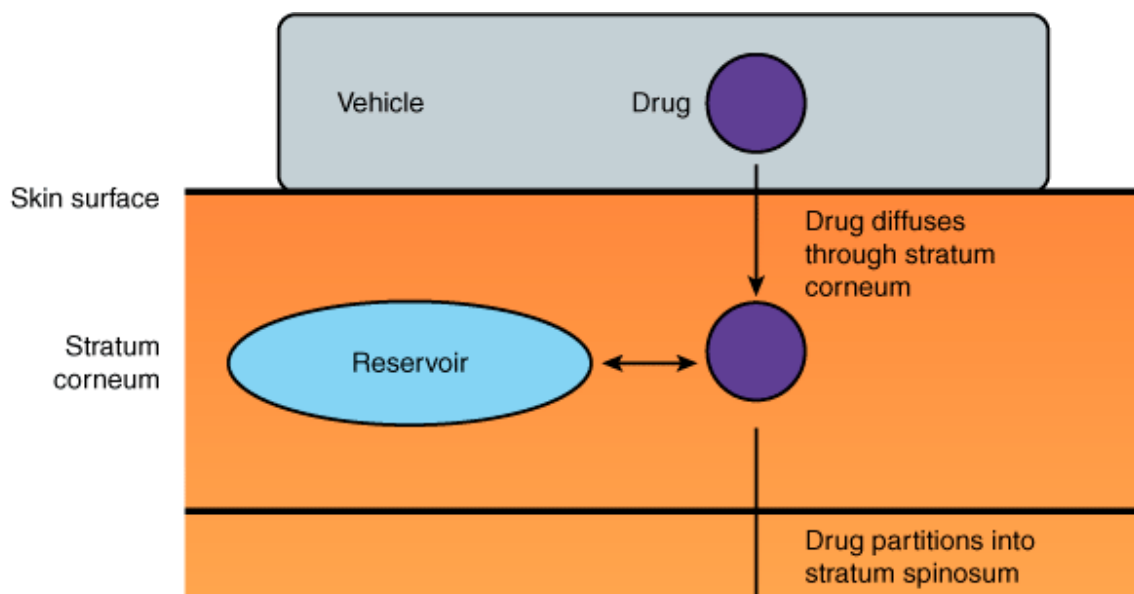 Vehicle
Drug
Skin surface
Drug diffuses
through stratum
corneum
Stratum
corneum
Reservoir
Drug partitions into
stratum spinosum